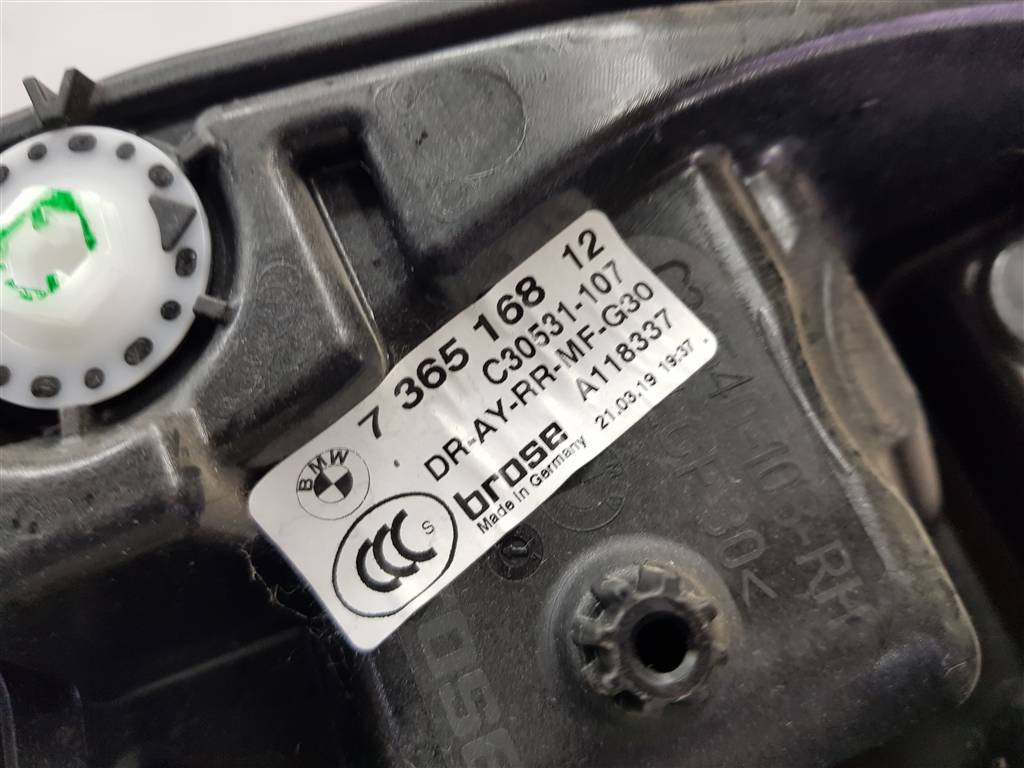 7 365 168 12
C30531-107
DR-AY-RR-MF-G30
A118337
brose
21.03.19 19:37
Made in Germany
BMW
CCC S